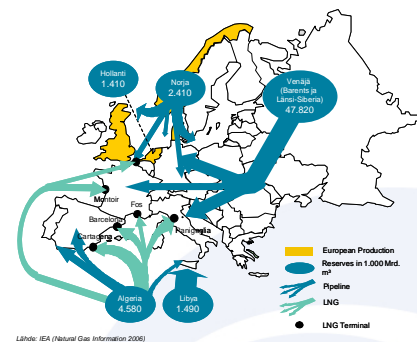 Hollanti
1.410
Norja
2.410
Venäjä
(Barents ja
Länsi-Siberia)
47.820
Montoir
Fos
Barcelona
Panigaglia
Cartagena
Algeria
4.580
Libya
1.490
European Production
Reserves in 1.000 Mrd.
m³
Pipeline
LNG
LNG Terminal
Lähde: IEA (Natural Gas Information 2006)